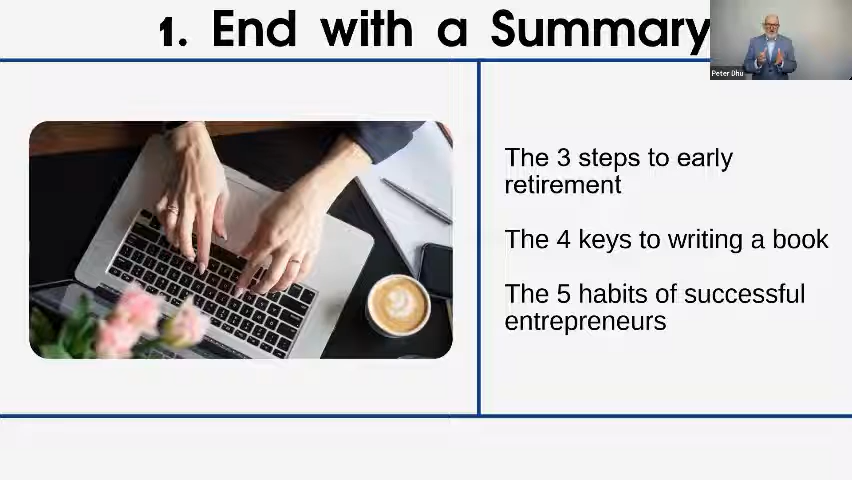 1. End with a Summary
Peter Dhu
The 3 steps to early
retirement
The 4 keys to writing a book
The 5 habits of successful
entrepreneurs